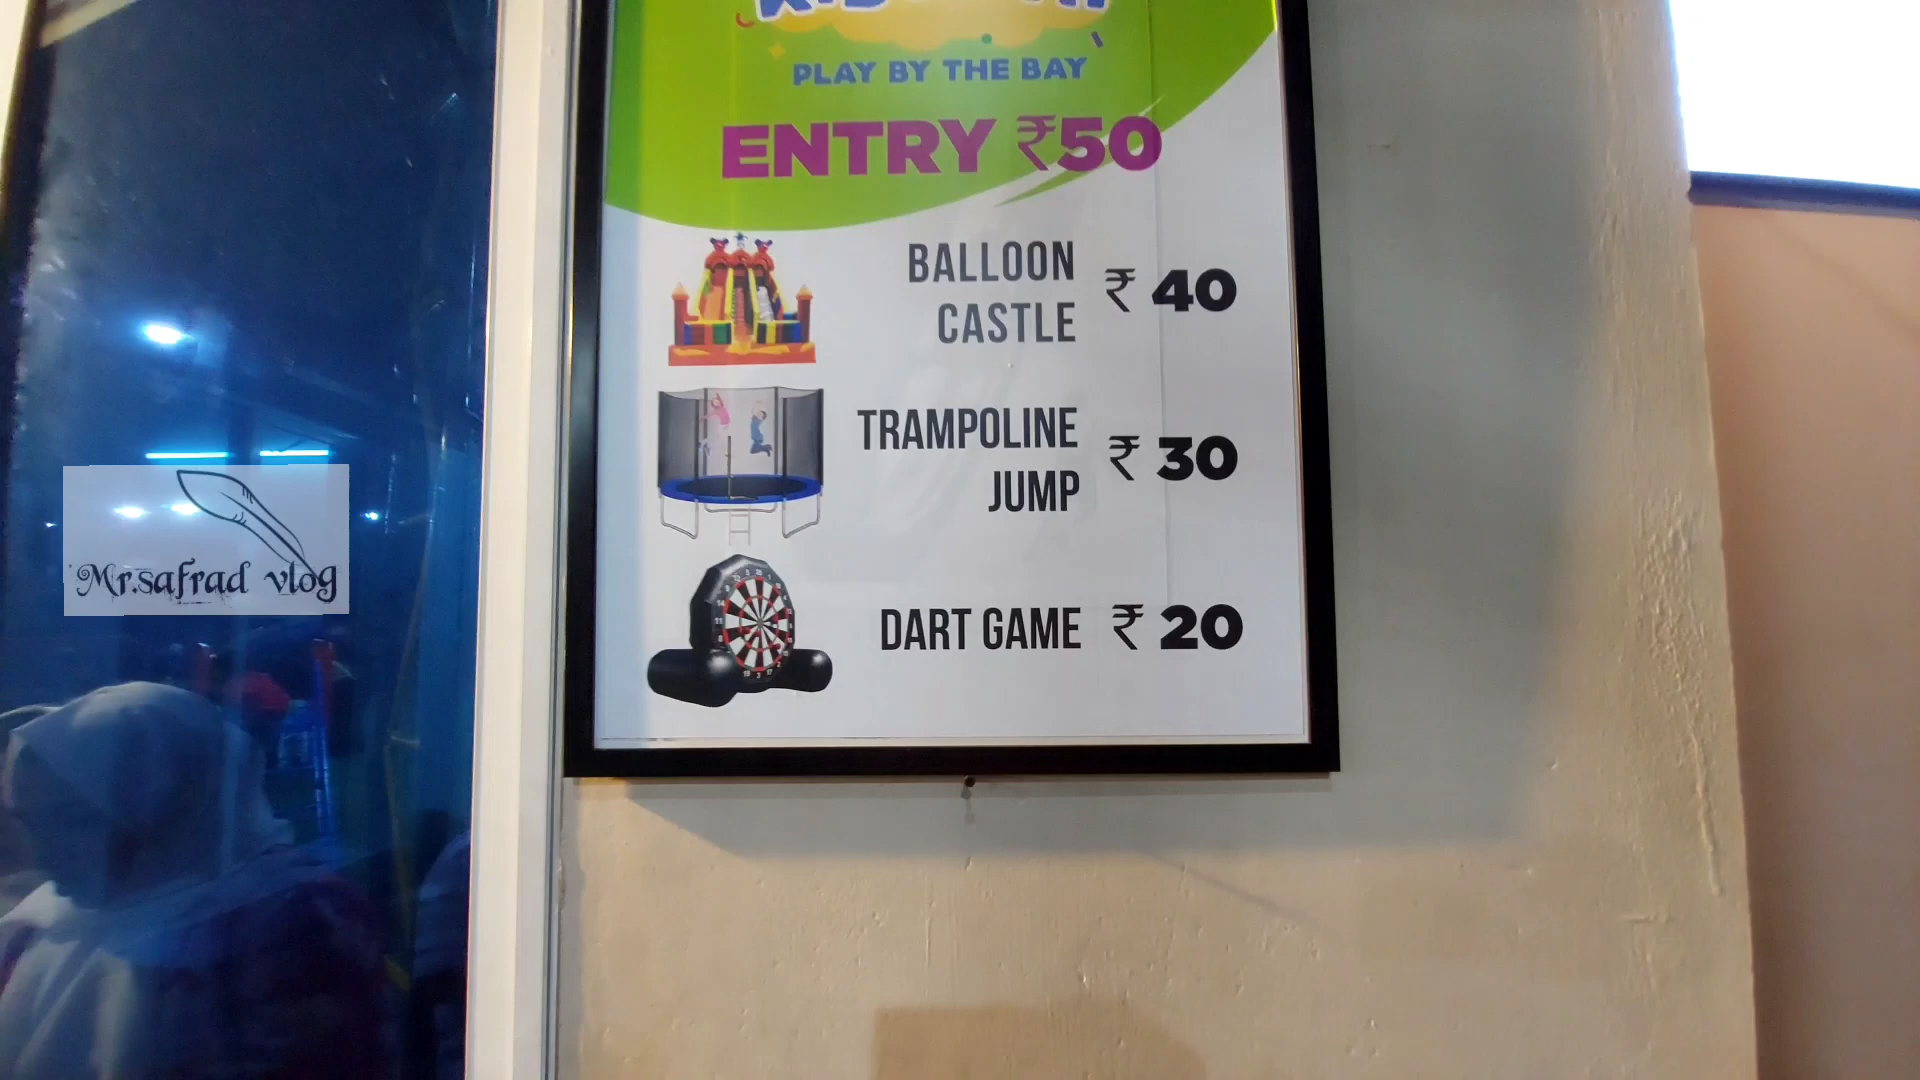 PLAY BY THE BAY
ENTRY ₹50
BALLOON
CASTLE ₹ 40
TRAMPOLINE
JUMP ₹ 30
DART GAME ₹ 20
Mr.safrad vlog